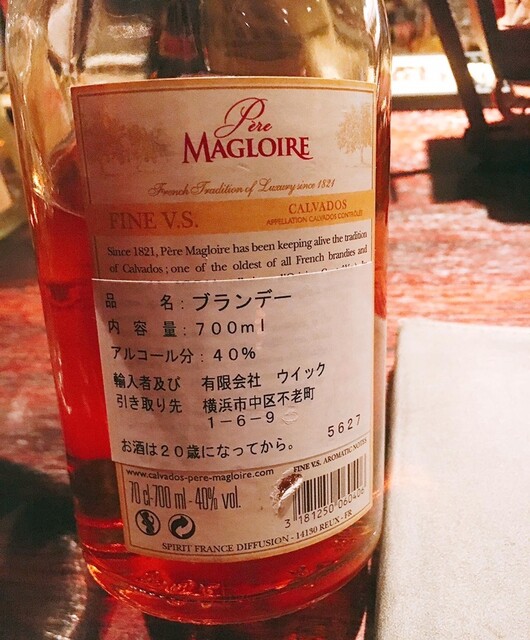 Père
MAGLOIRE
French Tradition of Luxury since 1821
FINE V.S.
CALVADOS
APPELLATION CALVADOS CONTRÔLÉE
Since 1821, Père Magloire has been keeping alive the tradition
of Calvados ; one of the oldest of all French brandies and
品 名：ブランデー
内 容 量：700ml
アルコール分：40%
輸入者及び 有限会社 ウイック
引き取り先 横浜市中区不老町
1－6－9
5627
お酒は20歳になってから。
FINE V.S. AROMATIC NOTES
www.calvados-pere-magloire.com
70 cl-700 ml - 40% vol.
3 181250 060406
SPIRIT FRANCE DIFFUSION - 14130 REUX - FR